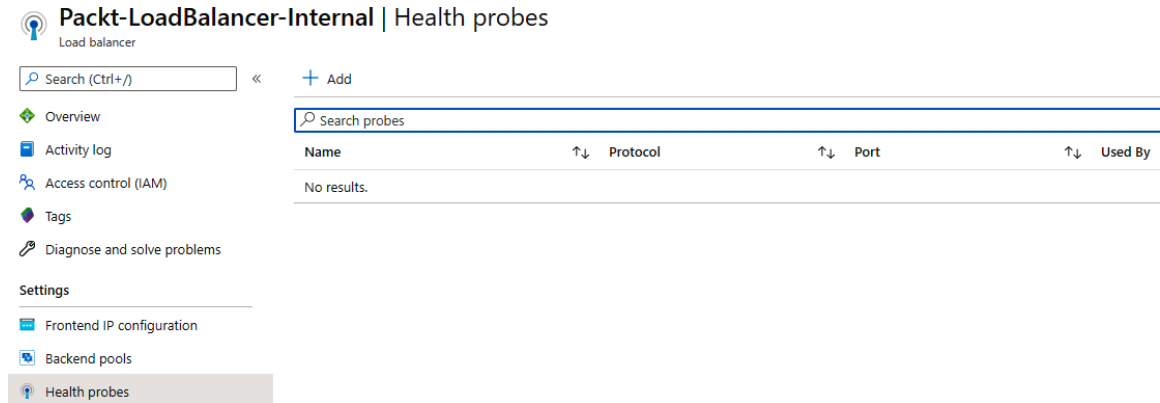 Packt-LoadBalancer-Internal | Health probes
Load balancer
Search (Ctrl+/)
«
Overview
Activity log
Access control (IAM)
Tags
Diagnose and solve problems
Settings
Frontend IP configuration
Backend pools
Health probes
+ Add
Search probes
Name ↑↓ Protocol ↑↓ Port ↑↓ Used By
No results.